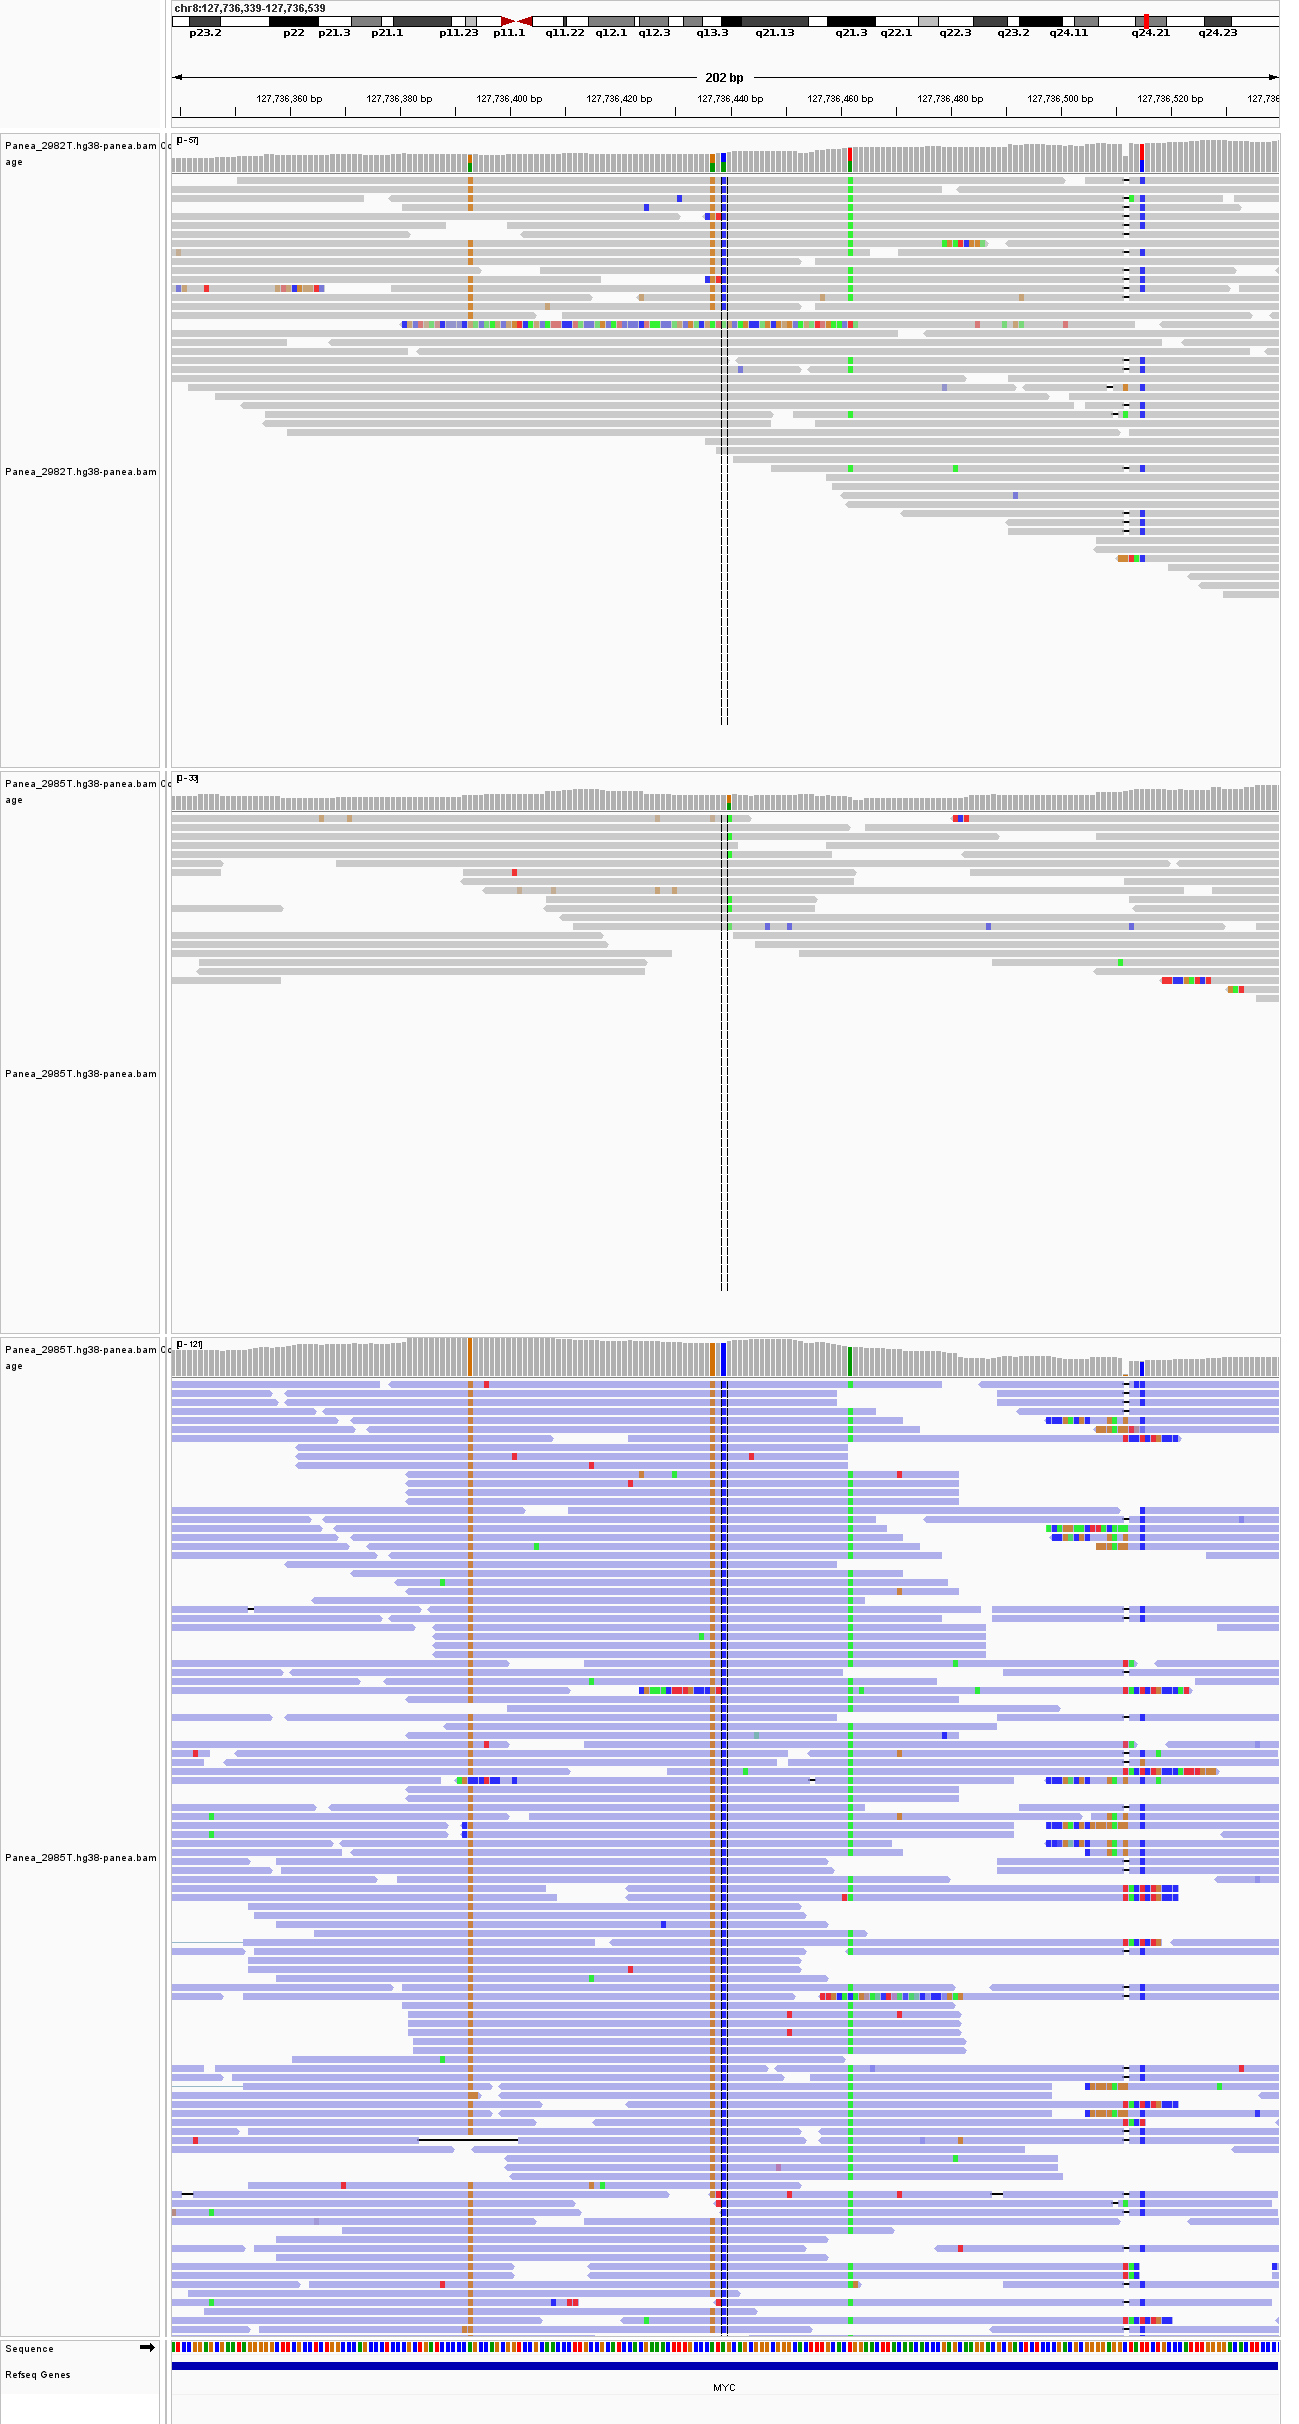 chr8:127,736,339-127,736,539
p23.2 p22 p21.3 p21.1 p11.23 p11.1 q11.22 q12.1 q12.3 q13.3 q21.13 q21.3 q22.1 q22.3 q23.2 q24.11 q24.21 q24.23
202 bp
127,736,360 bp 127,736,380 bp 127,736,400 bp 127,736,420 bp 127,736,440 bp 127,736,460 bp 127,736,480 bp 127,736,500 bp 127,736,520 bp 127,736
Panea_2982T.hg38-panea.bam Co
age
[0 - 57]
Panea_2982T.hg38-panea.bam
Panea_2985T.hg38-panea.bam Co
age
[0 - 33]
Panea_2985T.hg38-panea.bam
Panea_2985T.hg38-panea.bam Co
age
[0 - 121]
Panea_2985T.hg38-panea.bam
Sequence
Refseq Genes
MYC